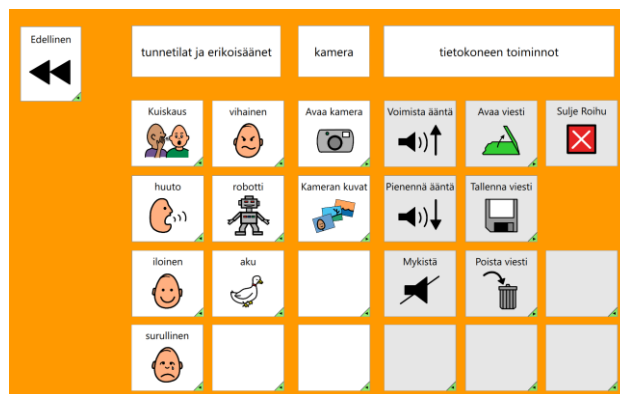 Edellinen
tunnetilat ja erikoisäänet
kamera
tietokoneen toiminnot
Kuiskaus
vihainen
Avaa kamera
Voimista ääntä
Avaa viesti
Sulje Roihu
huuto
robotti
Kameran kuvat
Pienennä ääntä
Tallenna viesti
iloinen
aku
Mykistä
Poista viesti
surullinen